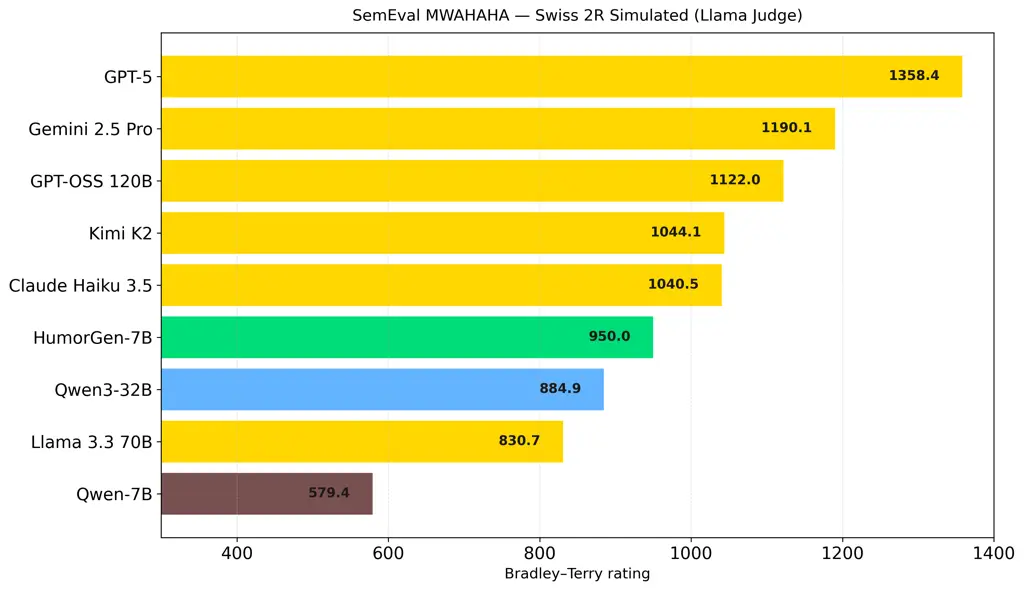 SemEval MWAHAHA — Swiss 2R Simulated (Llama Judge)
GPT-5 1358.4
Gemini 2.5 Pro 1190.1
GPT-OSS 120B 1122.0
Kimi K2 1044.1
Claude Haiku 3.5 1040.5
HumorGen-7B 950.0
Qwen3-32B 884.9
Llama 3.3 70B 830.7
Qwen-7B 579.4
400 600 800 1000 1200 1400
Bradley–Terry rating